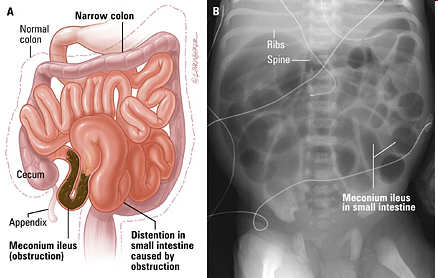 A
Narrow colon
Normal
colon
Cecum
Appendix
Meconium ileus
(obstruction)
Distention in
small intestine
caused by
obstruction
B
Ribs
Spine
Meconium ileus
in small intestine